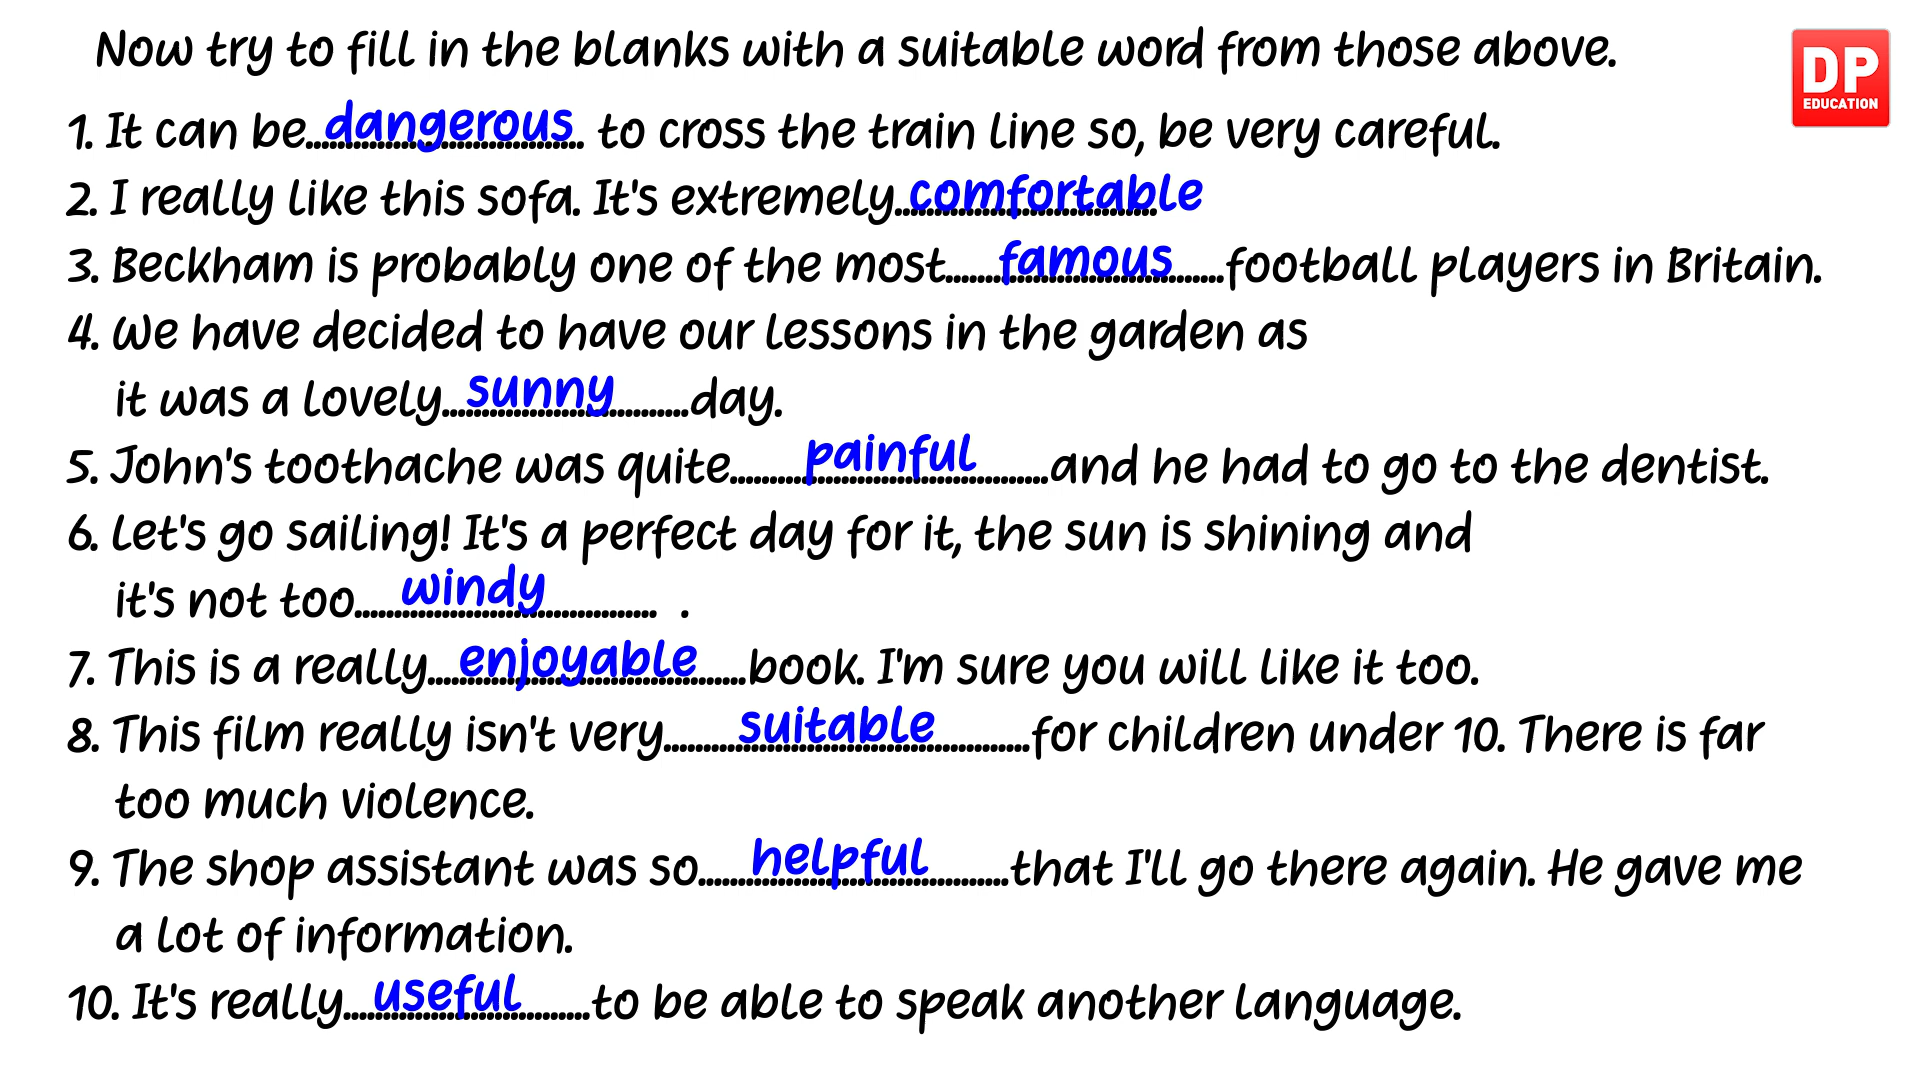 Now try to fill in the blanks with a suitable word from those above.
DP
EDUCATION
1. It can be......dangerous...... to cross the train line so, be very careful.
2. I really like this sofa. It's extremely......comfortable
3. Beckham is probably one of the most......famous......football players in Britain.
4. We have decided to have our lessons in the garden as
it was a lovely......sunny......day.
5. John's toothache was quite......painful......and he had to go to the dentist.
6. Let's go sailing! It's a perfect day for it, the sun is shining and
it's not too......windy...... .
7. This is a really......enjoyable......book. I'm sure you will like it too.
8. This film really isn't very......suitable......for children under 10. There is far
too much violence.
9. The shop assistant was so......helpful......that I'll go there again. He gave me
a lot of information.
10. It's really......useful......to be able to speak another language.